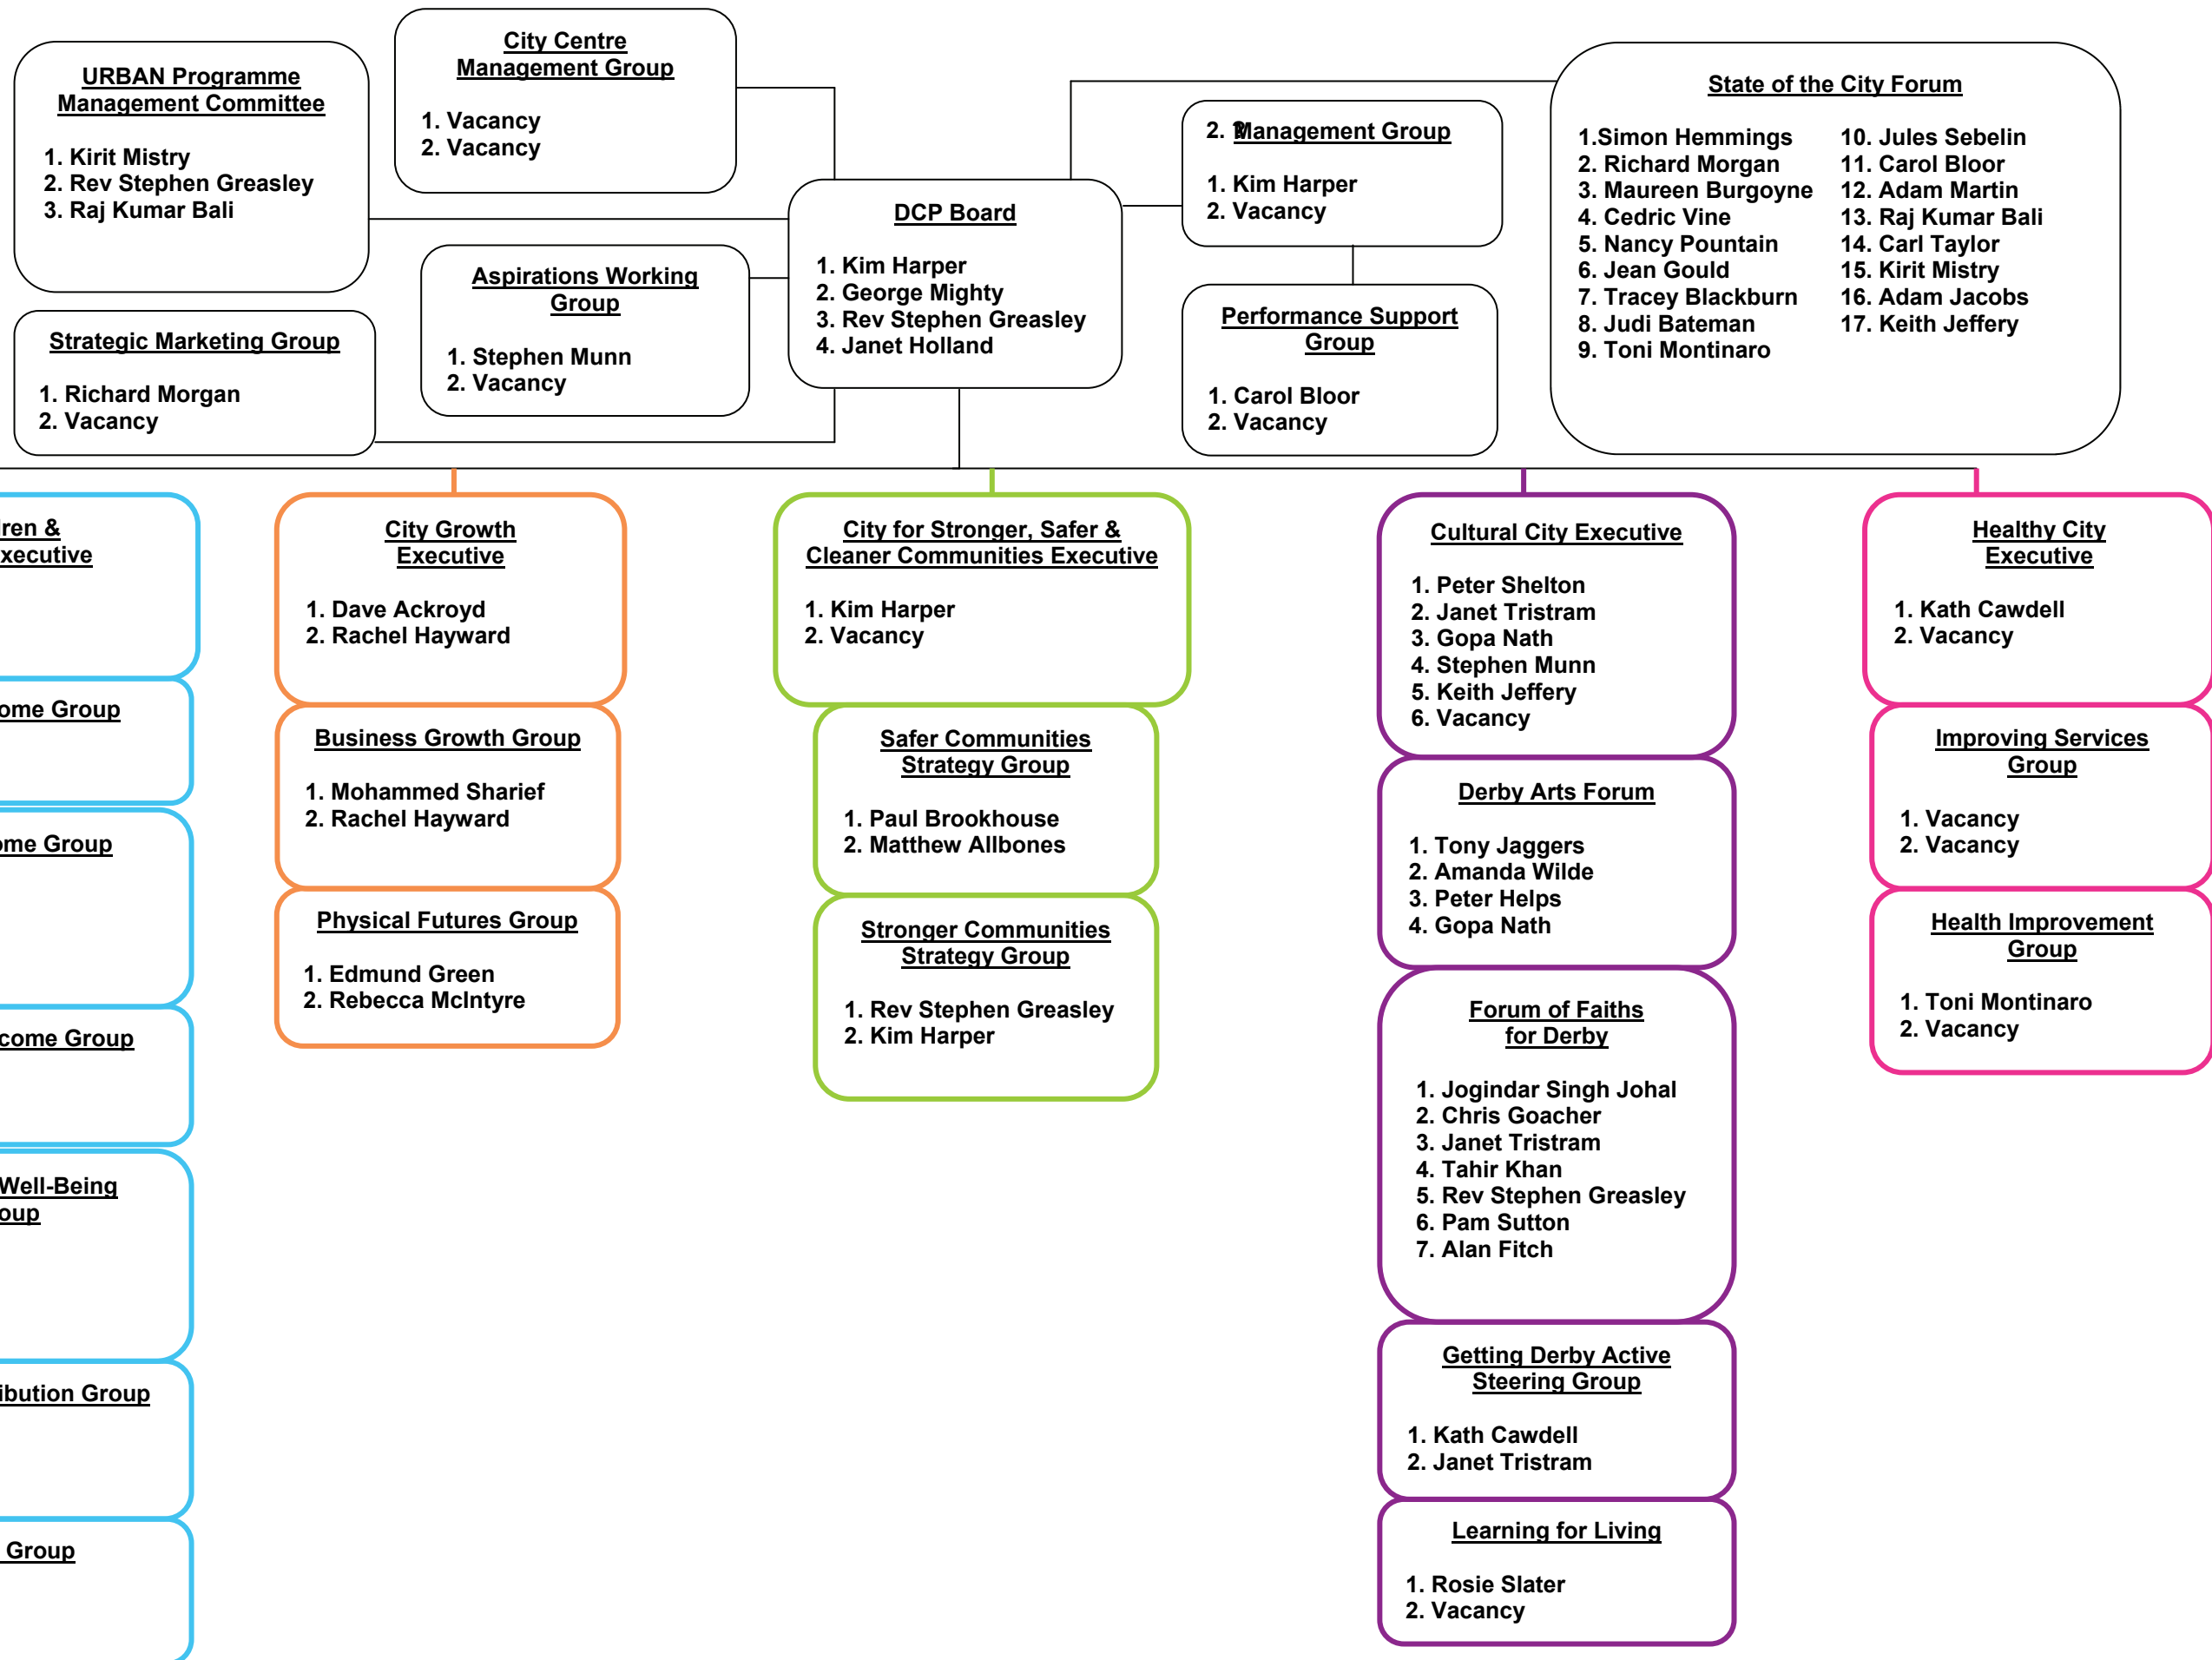 URBAN Programme
Management Committee
1. Kirit Mistry
2. Rev Stephen Greasley
3. Raj Kumar Bali
City Centre
Management Group
1. Vacancy
2. Vacancy
Strategic Marketing Group
1. Richard Morgan
2. Vacancy
Aspirations Working
Group
1. Stephen Munn
2. Vacancy
DCP Board
1. Kim Harper
2. George Mighty
3. Rev Stephen Greasley
4. Janet Holland
2. Management Group
1. Kim Harper
2. Vacancy
Performance Support
Group
1. Carol Bloor
2. Vacancy
State of the City Forum
1.Simon Hemmings
2. Richard Morgan
3. Maureen Burgoyne
4. Cedric Vine
5. Nancy Pountain
6. Jean Gould
7. Tracey Blackburn
8. Judi Bateman
9. Toni Montinaro
10. Jules Sebelin
11. Carol Bloor
12. Adam Martin
13. Raj Kumar Bali
14. Carl Taylor
15. Kirit Mistry
16. Adam Jacobs
17. Keith Jeffery
ren &
xecutive
ome Group
ome Group
come Group
Well-Being
oup
ibution Group
Group
City Growth
Executive
1. Dave Ackroyd
2. Rachel Hayward
Business Growth Group
1. Mohammed Sharief
2. Rachel Hayward
Physical Futures Group
1. Edmund Green
2. Rebecca McIntyre
City for Stronger, Safer &
Cleaner Communities Executive
1. Kim Harper
2. Vacancy
Safer Communities
Strategy Group
1. Paul Brookhouse
2. Matthew Allbones
Stronger Communities
Strategy Group
1. Rev Stephen Greasley
2. Kim Harper
Cultural City Executive
1. Peter Shelton
2. Janet Tristram
3. Gopa Nath
4. Stephen Munn
5. Keith Jeffery
6. Vacancy
Derby Arts Forum
1. Tony Jaggers
2. Amanda Wilde
3. Peter Helps
4. Gopa Nath
Forum of Faiths
for Derby
1. Jogindar Singh Johal
2. Chris Goacher
3. Janet Tristram
4. Tahir Khan
5. Rev Stephen Greasley
6. Pam Sutton
7. Alan Fitch
Getting Derby Active
Steering Group
1. Kath Cawdell
2. Janet Tristram
Learning for Living
1. Rosie Slater
2. Vacancy
Healthy City
Executive
1. Kath Cawdell
2. Vacancy
Improving Services
Group
1. Vacancy
2. Vacancy
Health Improvement
Group
1. Toni Montinaro
2. Vacancy